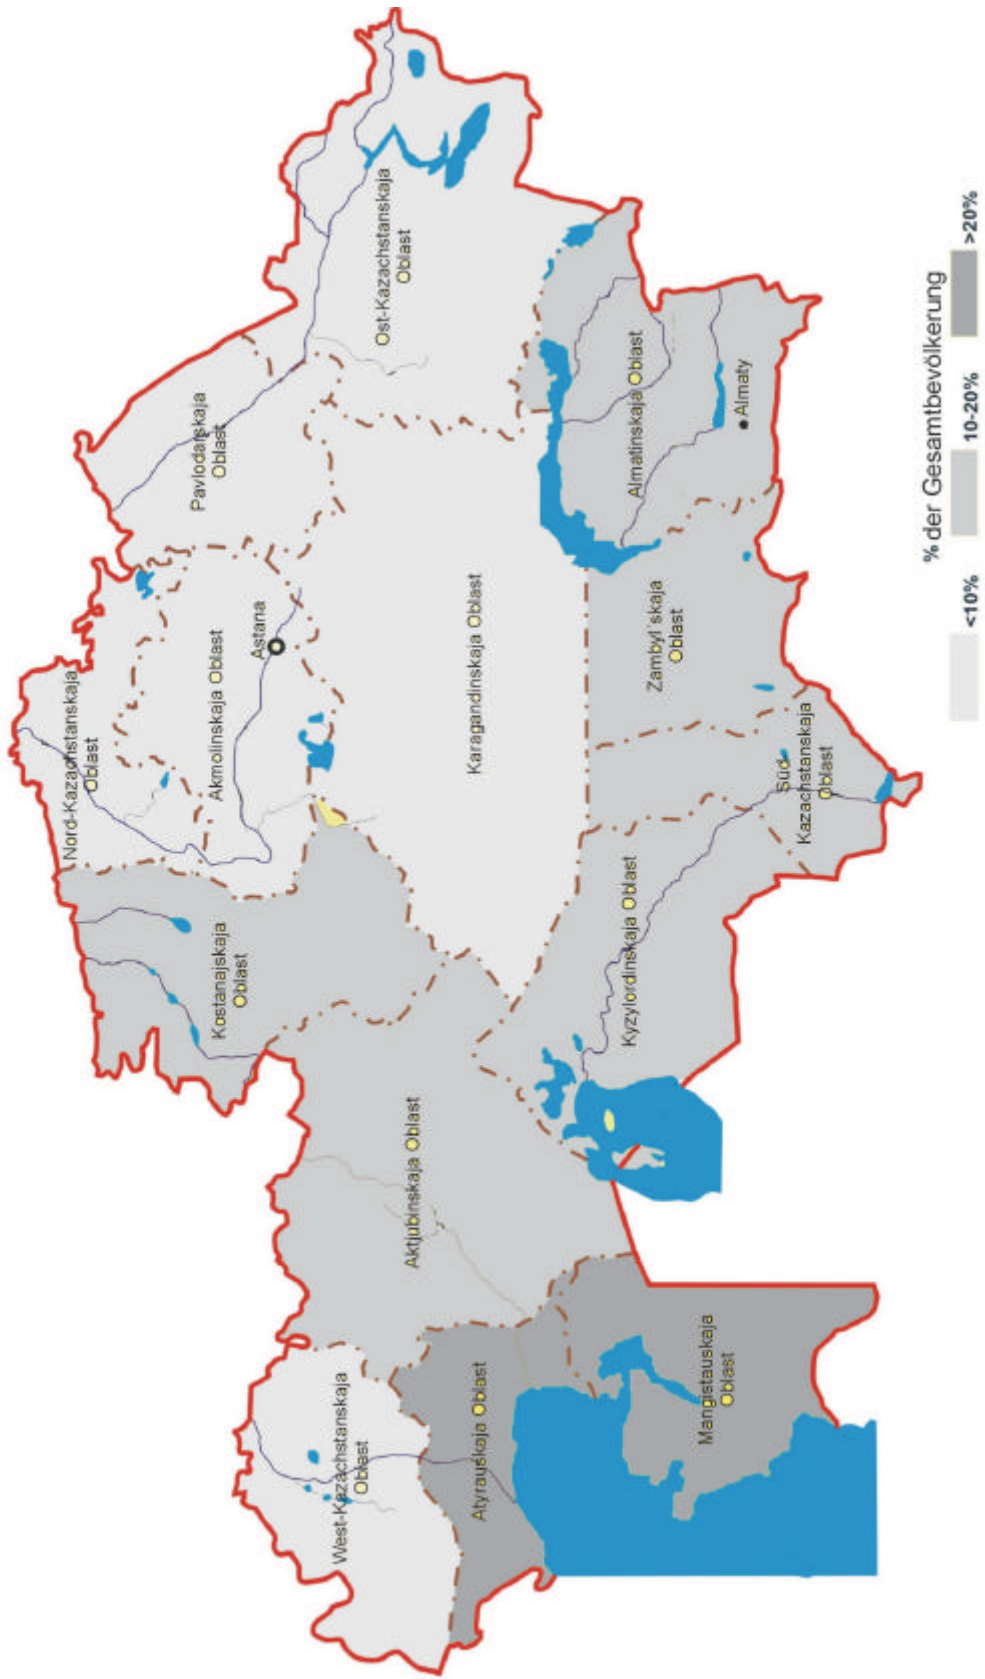 Nord-Kazachstanskaja
Oblast
Pavlodarskaja
Oblast
Akmolinskaja Oblast
Astana
Kostanajskaja
Oblast
Ost-Kazachstanskaja
Oblast
West-Kazachstanskaja
Oblast
Aktjubinskaja Oblast
Karagandinskaja Oblast
Atyrauskaja Oblast
Mangistauskaja
Oblast
Kyzylordinskaja Oblast
Zambyl'skaja
Oblast
Almatinskaja Oblast
Almaty
Süd-
Kazachstanskaja
Oblast
% der Gesamtbevölkerung
<10%
10-20%
>20%